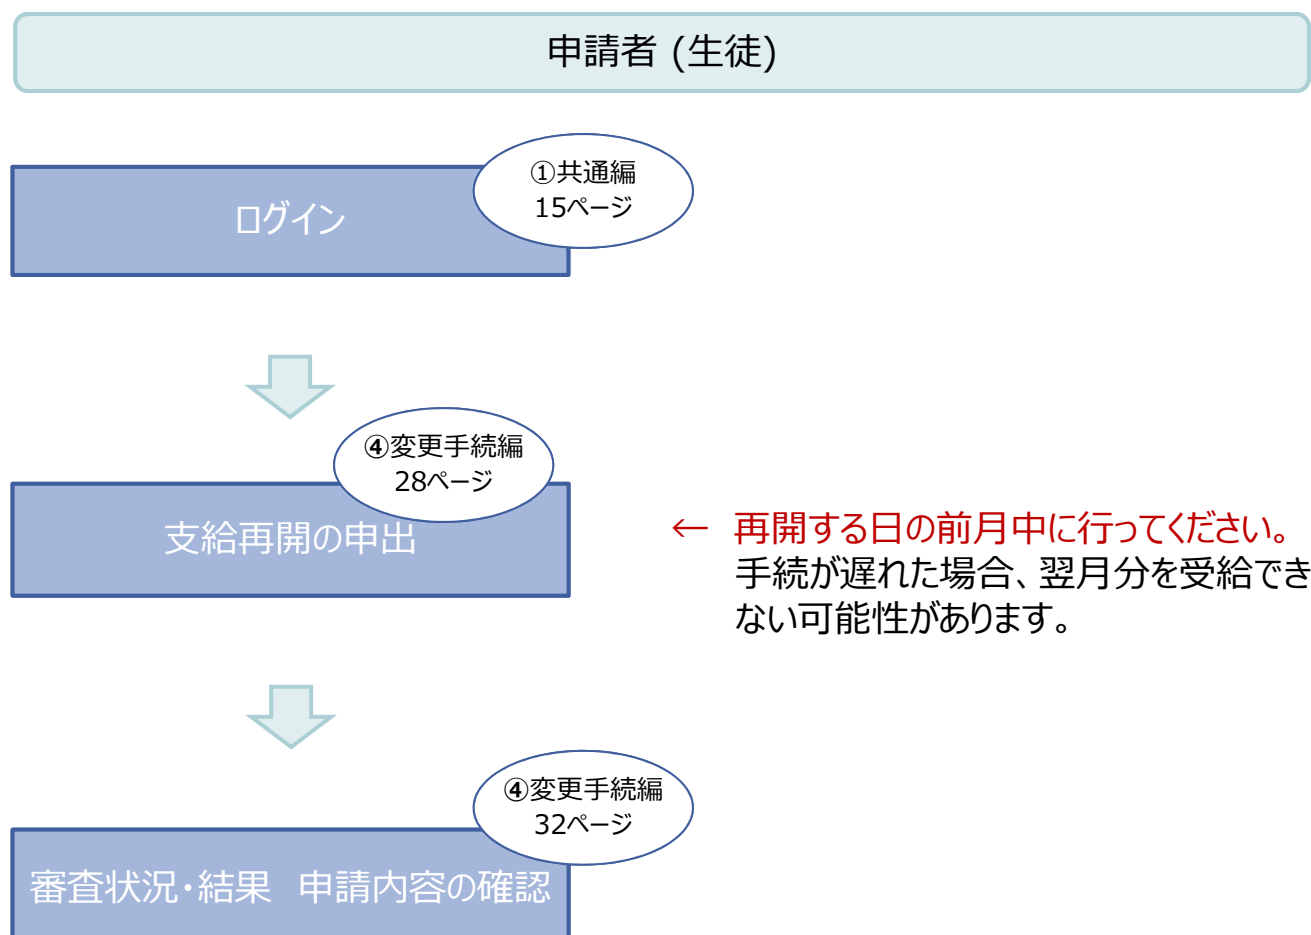 申請者 (生徒)
①共通編
15ページ
ログイン
④変更手続編
28ページ
支給再開の申出
← 再開する日の前月中に行ってください。
手続が遅れた場合、翌月分を受給でき
ない可能性があります。
④変更手続編
32ページ
審査状況・結果　申請内容の確認